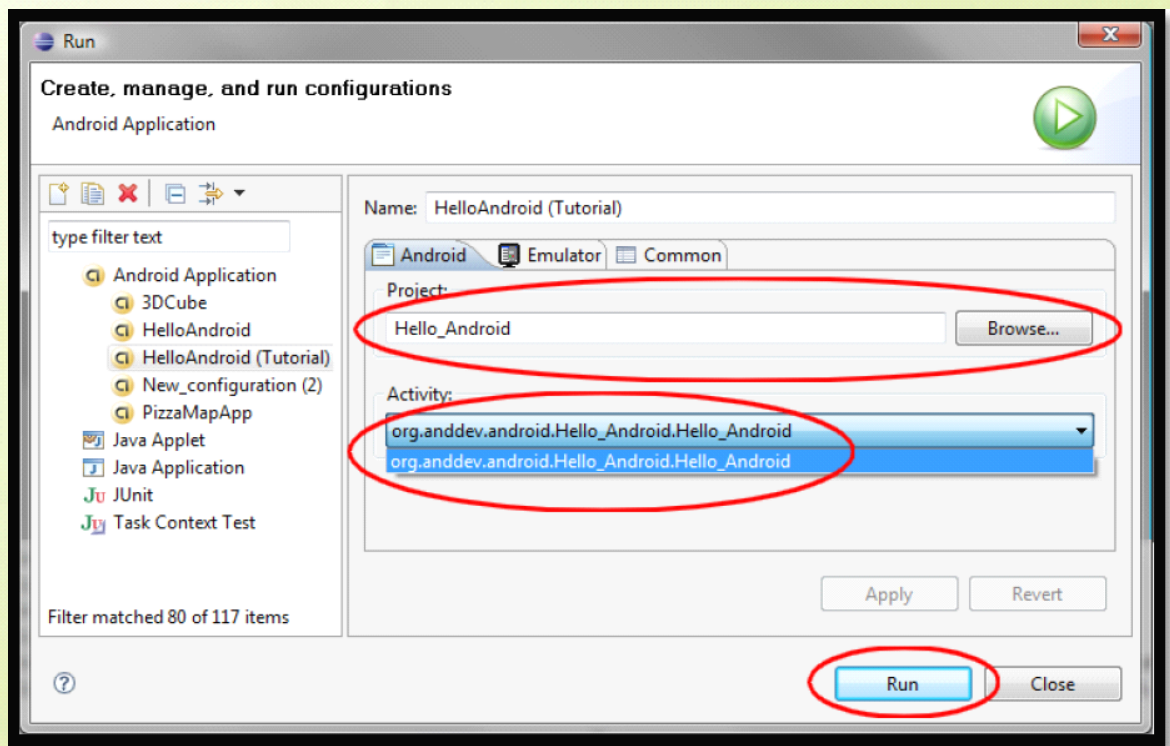 Run
Create, manage, and run configurations
Android Application
type filter text
Android Application
3DCube
HelloAndroid
HelloAndroid (Tutorial)
New_configuration (2)
PizzaMapApp
Java Applet
Java Application
Ju JUnit
Ju Task Context Test
Filter matched 80 of 117 items
Name: HelloAndroid (Tutorial)
Android Emulator Common
Project:
Hello_Android Browse...
Activity:
org.anddev.android.Hello_Android.Hello_Android
org.anddev.android.Hello_Android.Hello_Android
Apply Revert
Run Close